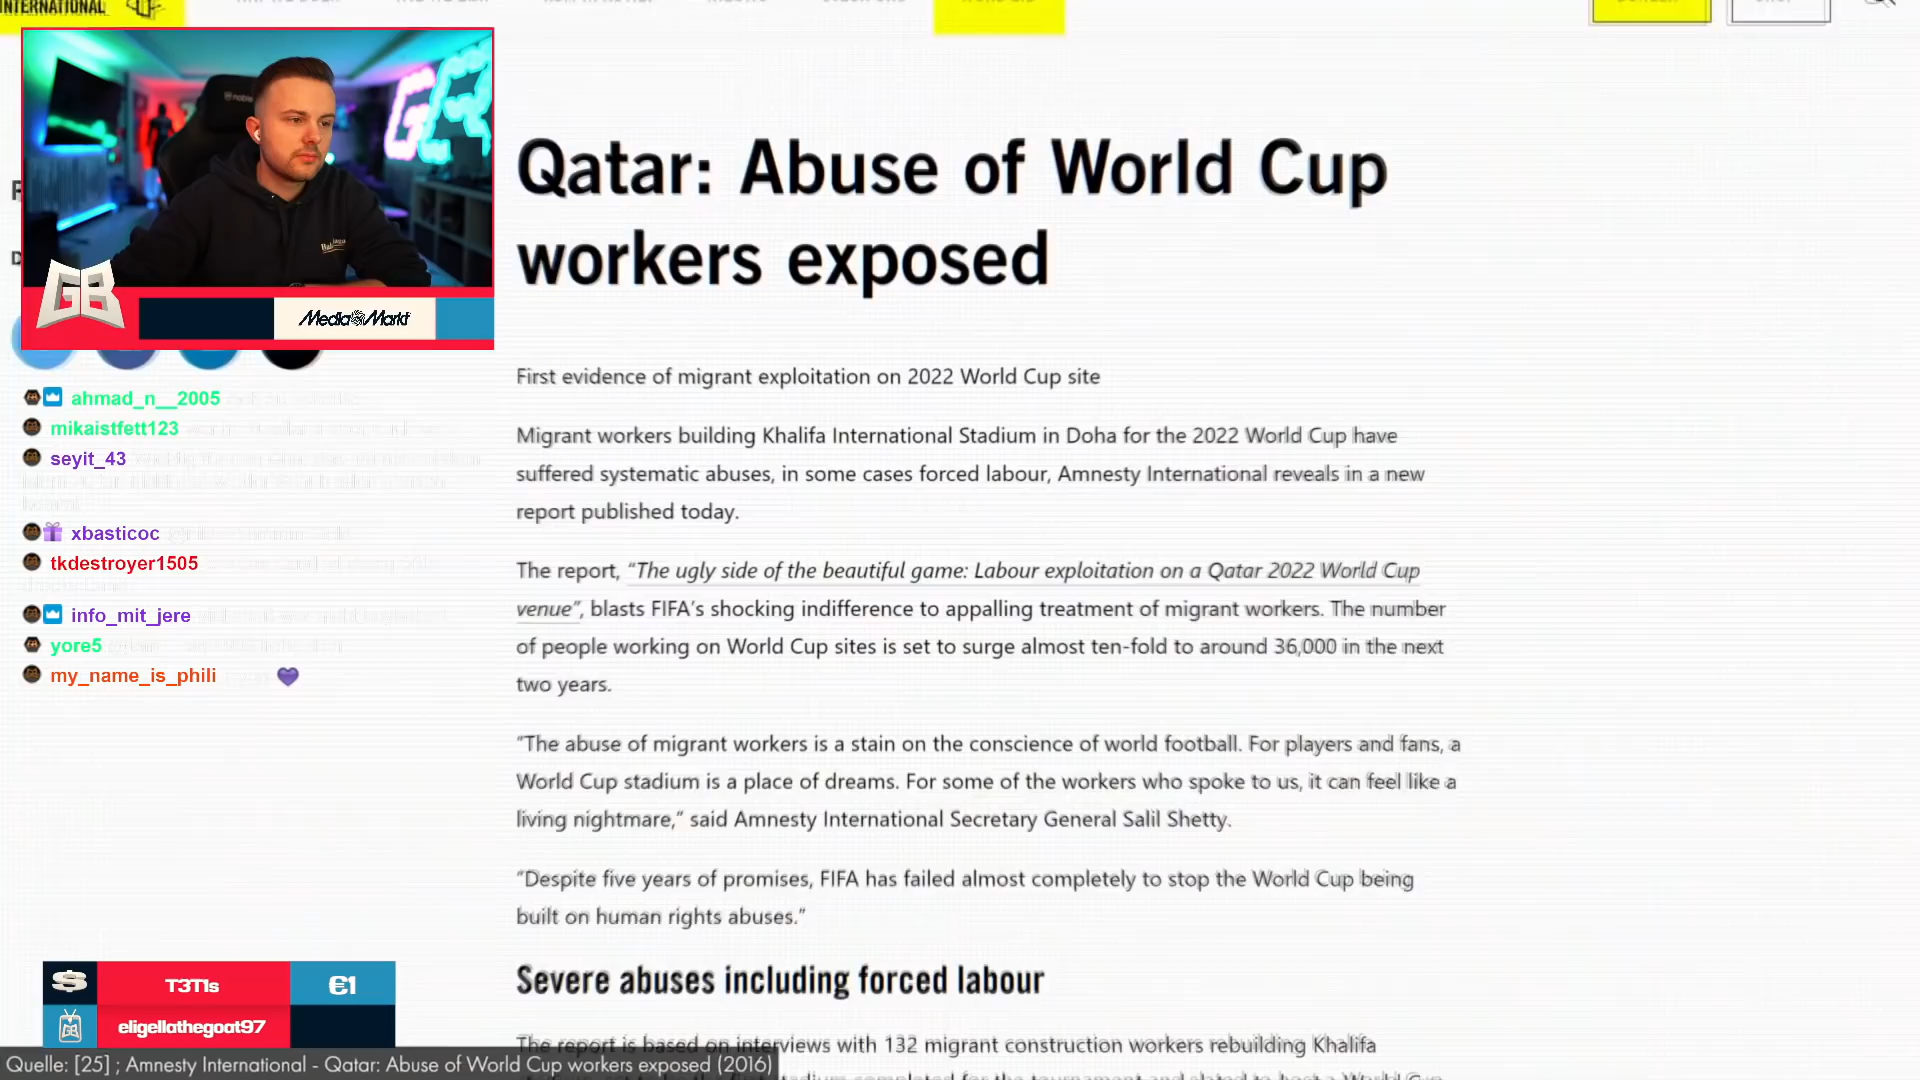 INTERNATIONAL
Qatar: Abuse of World Cup
workers exposed
MediaMarkt
GB
First evidence of migrant exploitation on 2022 World Cup site
Migrant workers building Khalifa International Stadium in Doha for the 2022 World Cup have
suffered systematic abuses, in some cases forced labour, Amnesty International reveals in a new
report published today.
The report, “The ugly side of the beautiful game: Labour exploitation on a Qatar 2022 World Cup
venue”, blasts FIFA’s shocking indifference to appalling treatment of migrant workers. The number
of people working on World Cup sites is set to surge almost ten-fold to around 36,000 in the next
two years.
“The abuse of migrant workers is a stain on the conscience of world football. For players and fans, a
World Cup stadium is a place of dreams. For some of the workers who spoke to us, it can feel like a
living nightmare,” said Amnesty International Secretary General Salil Shetty.
“Despite five years of promises, FIFA has failed almost completely to stop the World Cup being
built on human rights abuses.”
Severe abuses including forced labour
The report is based on interviews with 132 migrant construction workers rebuilding Khalifa
ahmad_n__2005
mikaistfett123
seyit_43
xbasticoc
tkdestroyer1505
info_mit_jere
yore5
my_name_is_phili
T3T1s €1
eligellathegoat97
Quelle: [25] ; Amnesty International - Qatar: Abuse of World Cup workers exposed (2016)